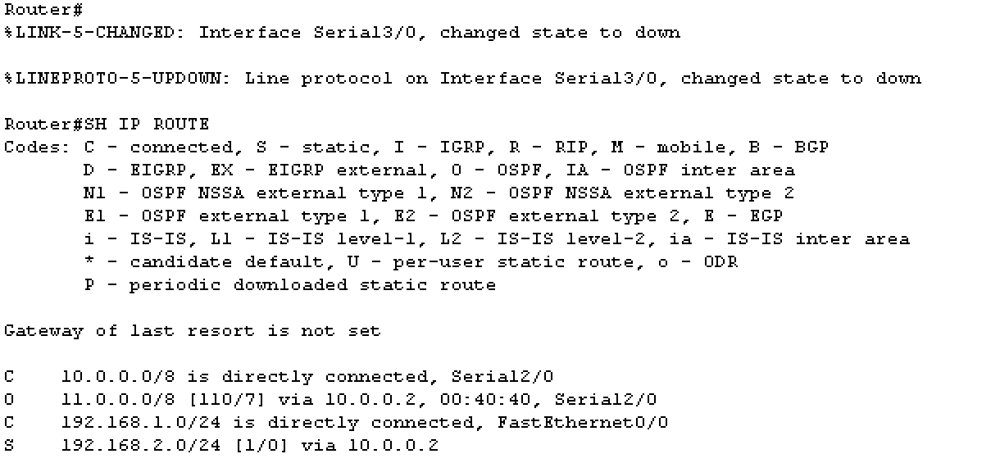 Router#
%LINK-5-CHANGED: Interface Serial3/0, changed state to down
%LINEPROTO-5-UPDOWN: Line protocol on Interface Serial3/0, changed state to down
Router#SH IP ROUTE
Codes: C - connected, S - static, I - IGRP, R - RIP, M - mobile, B - BGP
D - EIGRP, EX - EIGRP external, O - OSPF, IA - OSPF inter area
N1 - OSPF NSSA external type 1, N2 - OSPF NSSA external type 2
E1 - OSPF external type 1, E2 - OSPF external type 2, E - EGP
i - IS-IS, L1 - IS-IS level-1, L2 - IS-IS level-2, ia - IS-IS inter area
* - candidate default, U - per-user static route, o - ODR
P - periodic downloaded static route
Gateway of last resort is not set
C 10.0.0.0/8 is directly connected, Serial2/0
O 11.0.0.0/8 [110/7] via 10.0.0.2, 00:40:40, Serial2/0
C 192.168.1.0/24 is directly connected, FastEthernet0/0
S 192.168.2.0/24 [1/0] via 10.0.0.2